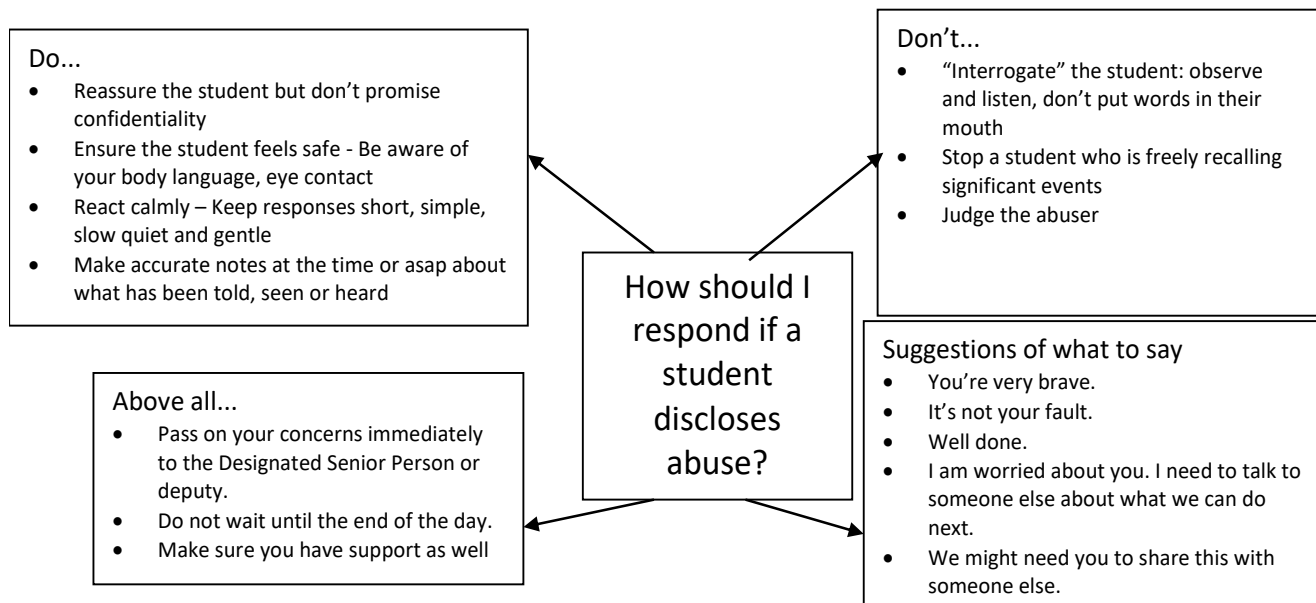 Do...
• Reassure the student but don't promise
confidentiality
• Ensure the student feels safe - Be aware of
your body language, eye contact
• React calmly – Keep responses short, simple,
slow quiet and gentle
• Make accurate notes at the time or asap about
what has been told, seen or heard
Don't...
• “Interrogate” the student: observe
and listen, don't put words in their
mouth
• Stop a student who is freely recalling
significant events
• Judge the abuser
How should I
respond if a
student
discloses
abuse?
Above all...
• Pass on your concerns immediately
to the Designated Senior Person or
deputy.
• Do not wait until the end of the day.
• Make sure you have support as well
Suggestions of what to say
• You're very brave.
• It's not your fault.
• Well done.
• I am worried about you. I need to talk to
someone else about what we can do
next.
• We might need you to share this with
someone else.